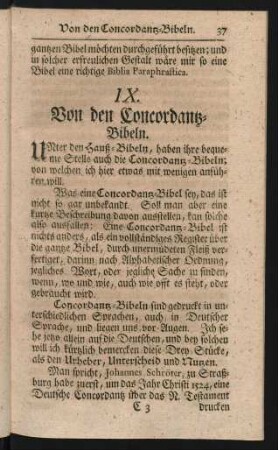 Von den Concordantz-Bibeln. 37
gantzen Bibel möchten durchgeführt besitzen; und
in solcher erfreulichen Gestalt wäre mir so eine
Bibel eine richtige Biblia Paraphrastica.
IX.
Von den Concordantz-
Bibeln.
UNter den Hauß-Bibeln, haben ihre beque-
me Stelle auch die Concordantz-Bibeln;
von welchen ich hier etwas mit wenigen anfüh-
ren will.
Was eine Concordantz-Bibel sey, das ist
nicht so gar unbekandt. Soll man aber eine
kurtze Beschreibung davon ausstellen, kan solche
also ausfallen: Eine Concordantz-Bibel ist
nichts anders, als ein vollständiges Register über
die gantze Bibel, durch unermüdeten Fleiß verf-
fertiget, darinn nach Alphabetischer Ordnung,
jegliches Wort, oder jegliche Sache zu finden,
wenn, wo und wie, auch wie offt es steht, oder
gebraucht wird.
Concordantz-Bibeln sind gedruckt in un-
terschiedlichen Sprachen, auch in Deutscher
Sprache, und liegen uns vor Augen. Ich se-
he jetzo allein auf die Deutschen, und bey solchen
will ich kürtzlich bemercken diese Drey Stücke,
als den Urheber, Unterscheid und Nutzen.
Man spricht, Johannes Schröter, zu Straß-
burg habe zuerst, um das Jahr Christi 1524, eine
Deutsche Concordantz über das N. Testament
C 3 drucken